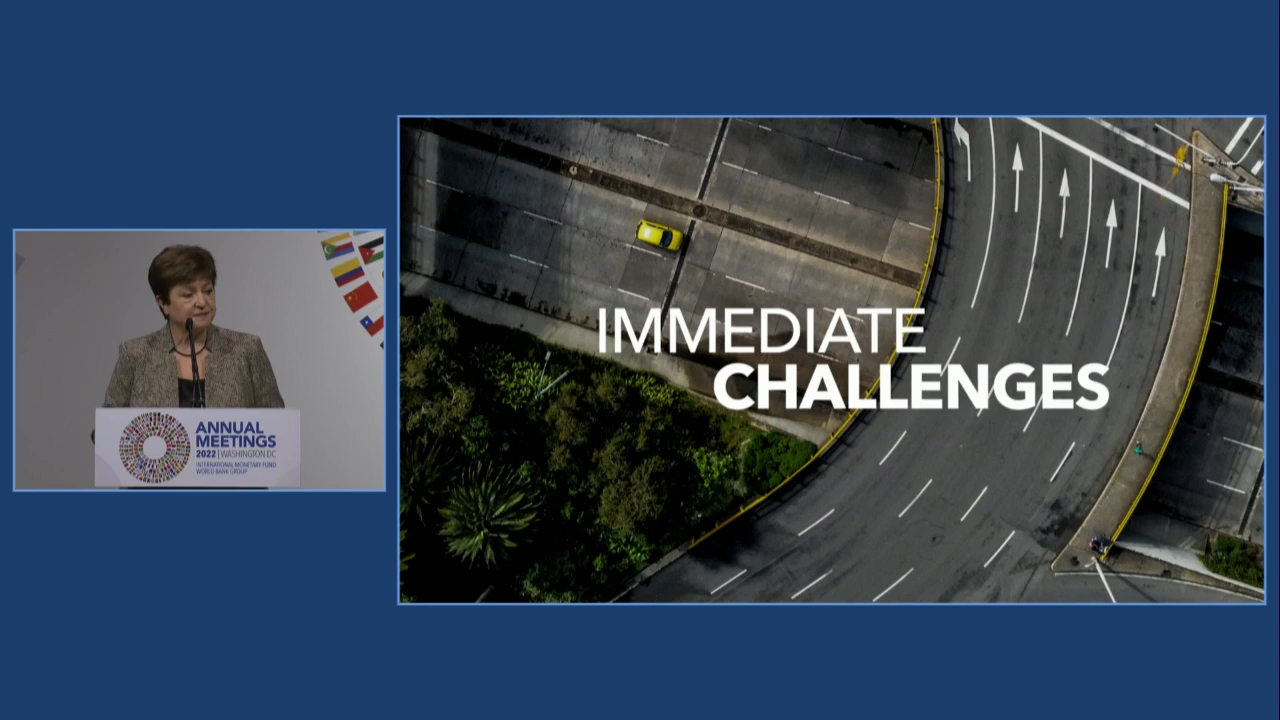 ANNUAL
MEETINGS
2022 | WASHINGTON DC
INTERNATIONAL MONETARY FUND
WORLD BANK GROUP
IMMEDIATE
CHALLENGES